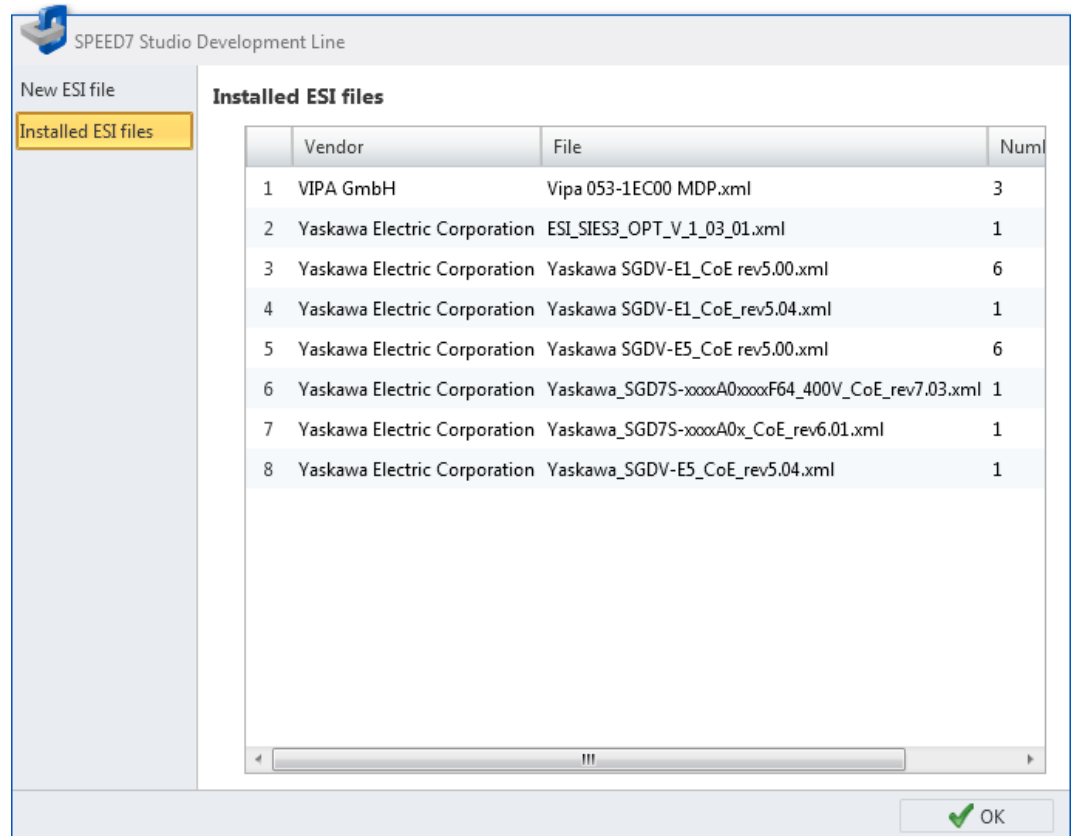 SPEED7 Studio Development Line
New ESI file
Installed ESI files
Installed ESI files
Vendor File Numl
1 VIPA GmbH Vipa 053-1EC00 MDP.xml 3
2 Yaskawa Electric Corporation ESI_SIES3_OPT_V_1_03_01.xml 1
3 Yaskawa Electric Corporation Yaskawa SGDV-E1_CoE rev5.00.xml 6
4 Yaskawa Electric Corporation Yaskawa SGDV-E1_CoE_rev5.04.xml 1
5 Yaskawa Electric Corporation Yaskawa SGDV-E5_CoE rev5.00.xml 6
6 Yaskawa Electric Corporation Yaskawa_SGD7S-xxxxA0xxxxF64_400V_CoE_rev7.03.xml 1
7 Yaskawa Electric Corporation Yaskawa_SGD7S-xxxxA0x_CoE_rev6.01.xml 1
8 Yaskawa Electric Corporation Yaskawa_SGDV-E5_CoE_rev5.04.xml 1
OK